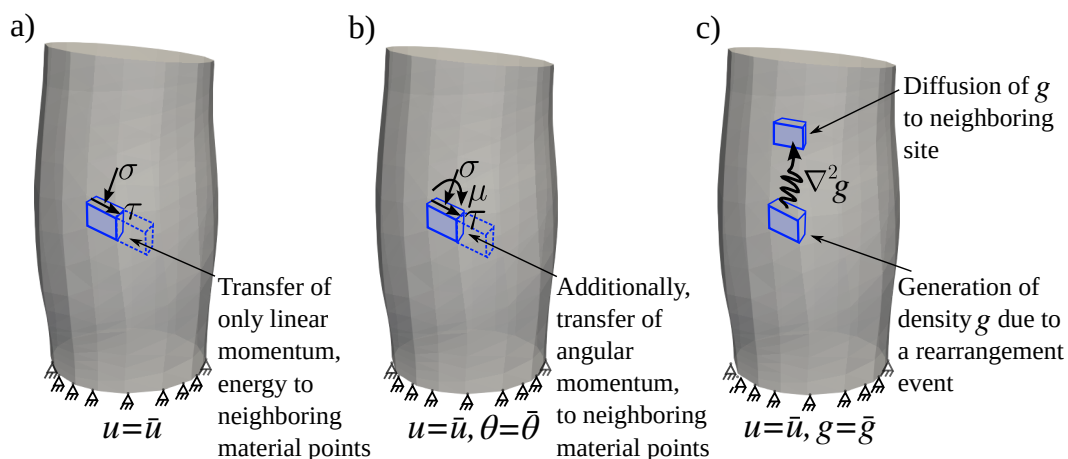 a)
σ
τ
Transfer of
only linear
momentum,
energy to
neighboring
material points
u=ū
b)
σ
μ
τ
Additionally,
transfer of
angular
momentum,
to neighboring
material points
u=ū, θ=θ̄
c)
Diffusion of g
to neighboring
site
∇²g
Generation of
density g due to
a rearrangement
event
u=ū, g=ḡ